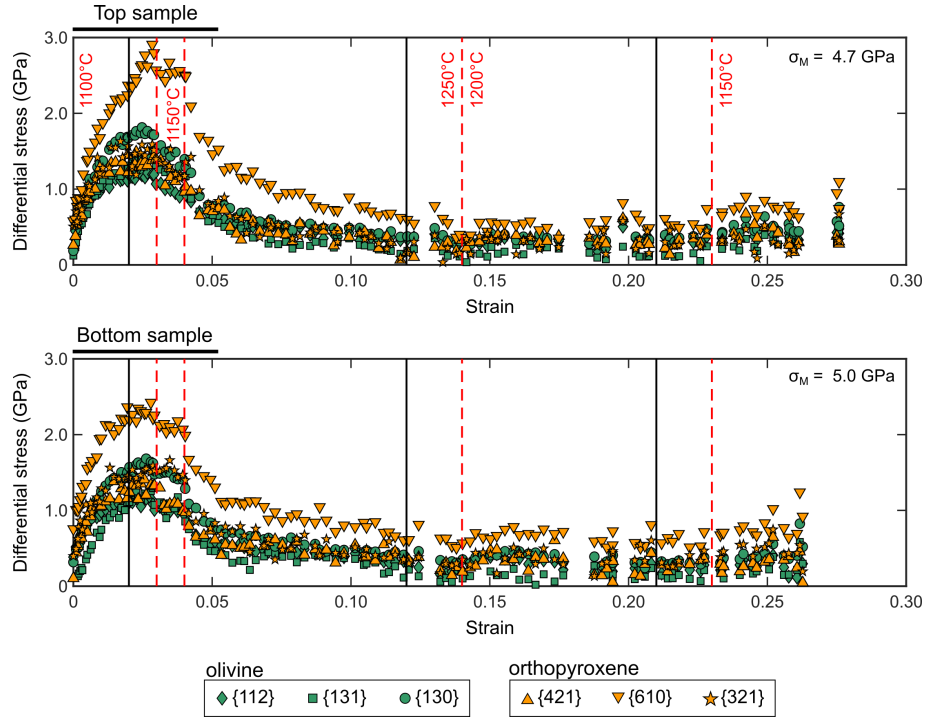 Top sample
3.0
2.0
1.0
0
Differential stress (GPa)
1100°C
1150°C
1250°C
1200°C
1150°C
σM = 4.7 GPa
0 0.05 0.10 0.15 0.20 0.25 0.30
Strain
Bottom sample
3.0
2.0
1.0
0
Differential stress (GPa)
σM = 5.0 GPa
0 0.05 0.10 0.15 0.20 0.25 0.30
Strain
olivine
{112} {131} {130}
orthopyroxene
{421} {610} {321}